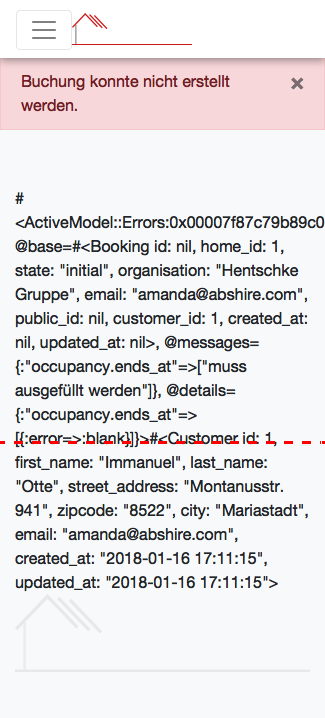 Buchung konnte nicht erstellt
werden.
×
#
<ActiveModel::Errors:0x00007f87c79b89c0
@base=#<Booking id: nil, home_id: 1,
state: "initial", organisation: "Hentschke
Gruppe", email: "amanda@abshire.com",
public_id: nil, customer_id: 1, created_at:
nil, updated_at: nil>, @messages=
{:"occupancy.ends_at"=>["muss
ausgefüllt werden"]}, @details=
{:"occupancy.ends_at"=>
[{:error=>:blank}]}>#<Customer id: 1,
first_name: "Immanuel", last_name:
"Otte", street_address: "Montanusstr.
941", zipcode: "8522", city: "Mariastadt",
email: "amanda@abshire.com",
created_at: "2018-01-16 17:11:15",
updated_at: "2018-01-16 17:11:15">